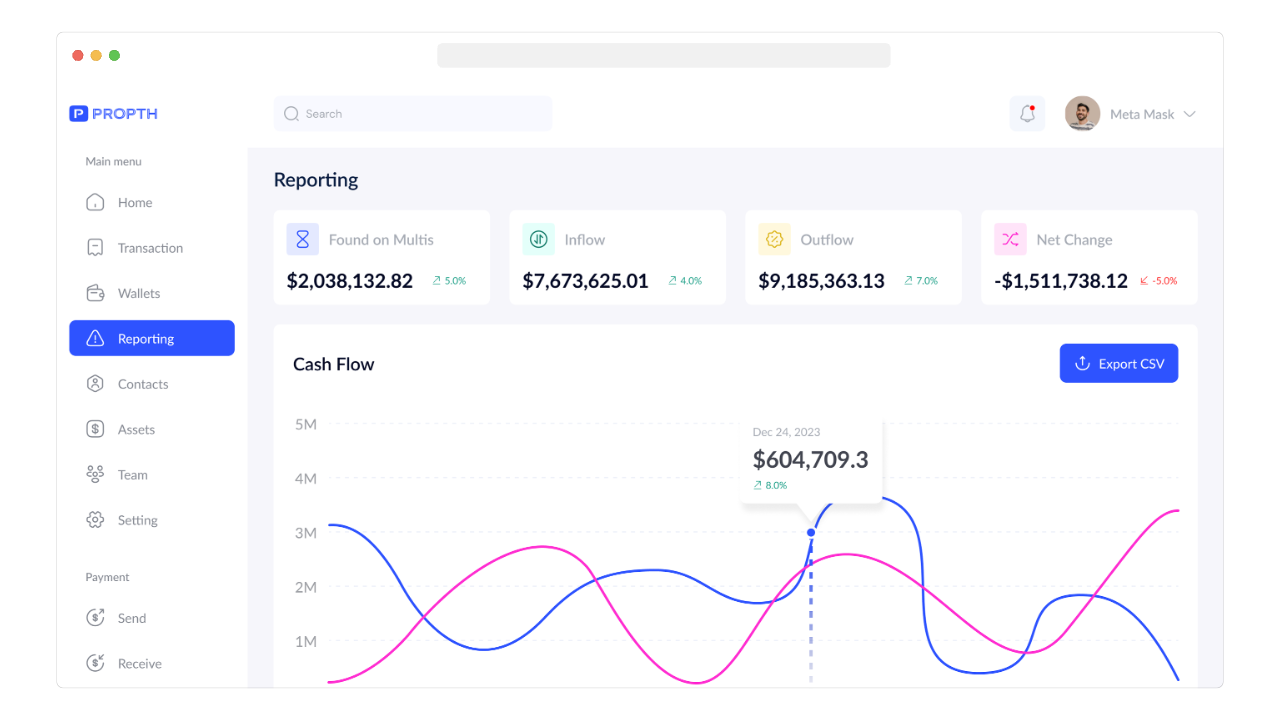 P PROPTH
Search
Meta Mask
Main menu
Home
Transaction
Wallets
Reporting
Contacts
Assets
Team
Setting
Payment
Send
Receive
Reporting
Found on Multis
$2,038,132.82 5.0%
Inflow
$7,673,625.01 4.0%
Outflow
$9,185,363.13 7.0%
Net Change
-$1,511,738.12 -5.0%
Cash Flow
Export CSV
5M
4M
3M
2M
1M
Dec 24, 2023
$604,709.3
8.0%